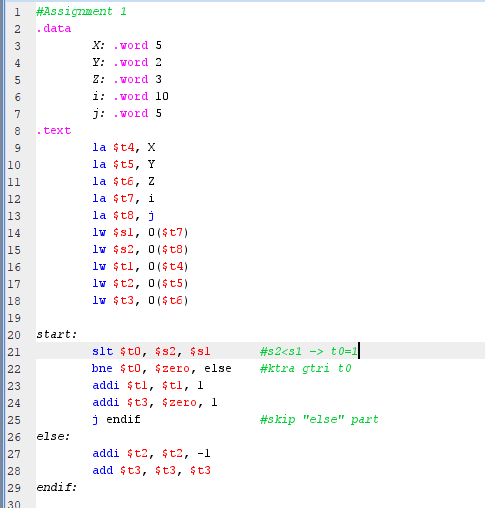 1 #Assignment 1
2 .data
3 X: .word 5
4 Y: .word 2
5 Z: .word 3
6 i: .word 10
7 j: .word 5
8 .text
9 la $t4, X
10 la $t5, Y
11 la $t6, Z
12 la $t7, i
13 la $t8, j
14 lw $s1, 0($t7)
15 lw $s2, 0($t8)
16 lw $t1, 0($t4)
17 lw $t2, 0($t5)
18 lw $t3, 0($t6)
19
20 start:
21 slt $t0, $s2, $s1 #s2<s1 -> t0=1
22 bne $t0, $zero, else #ktra gtri t0
23 addi $t1, $t1, 1
24 addi $t3, $zero, 1
25 j endif #skip "else" part
26 else:
27 addi $t2, $t2, -1
28 add $t3, $t3, $t3
29 endif:
30